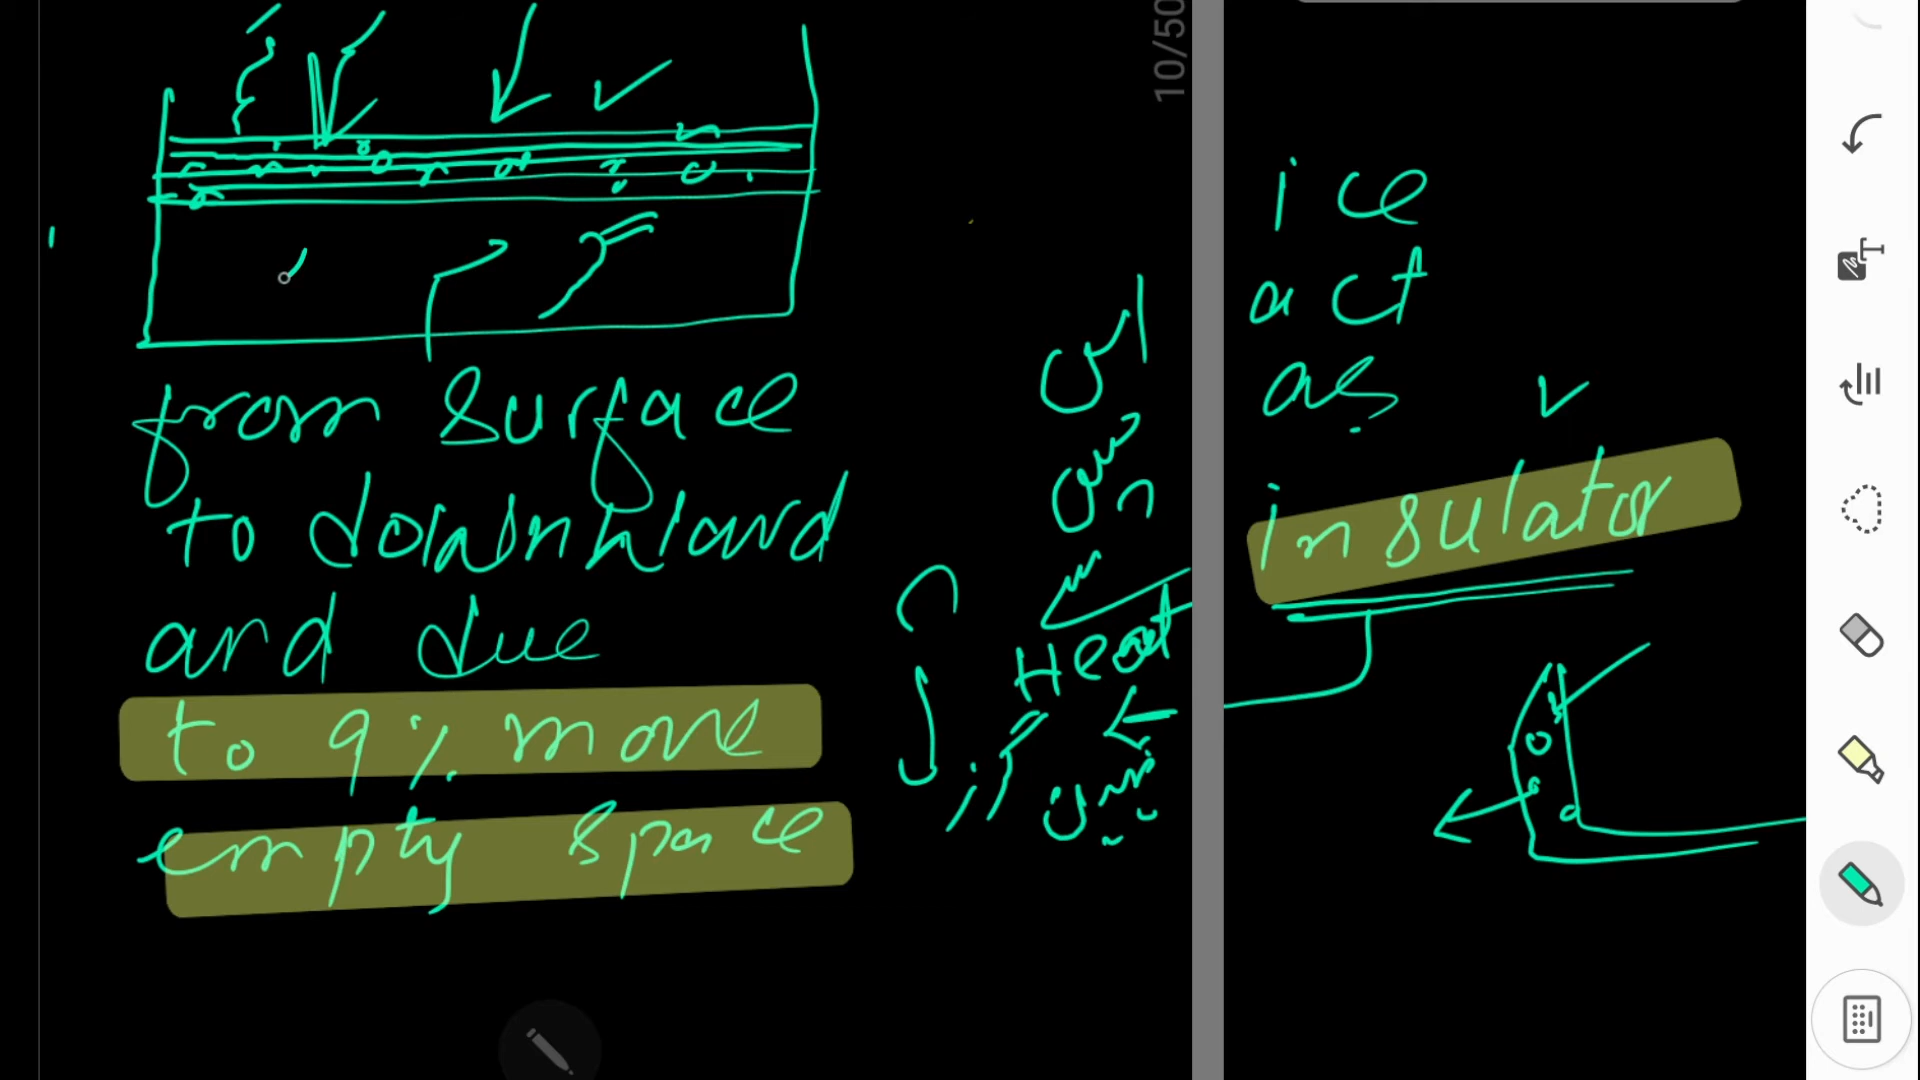 10/50
from surface
to downward
and due
to 9% more
empty space
Heat
ice
act
as
insulator